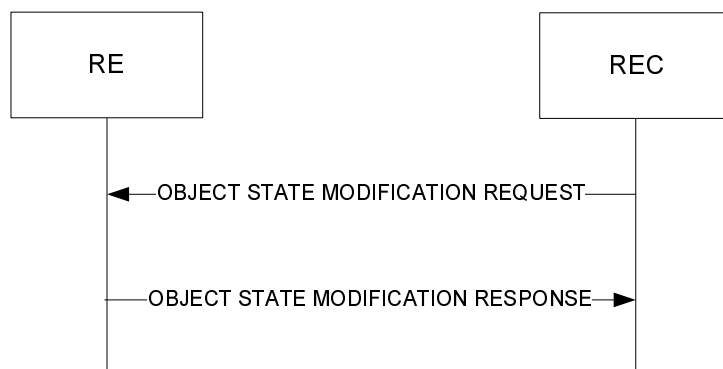 RE
REC
OBJECT STATE MODIFICATION REQUEST
OBJECT STATE MODIFICATION RESPONSE